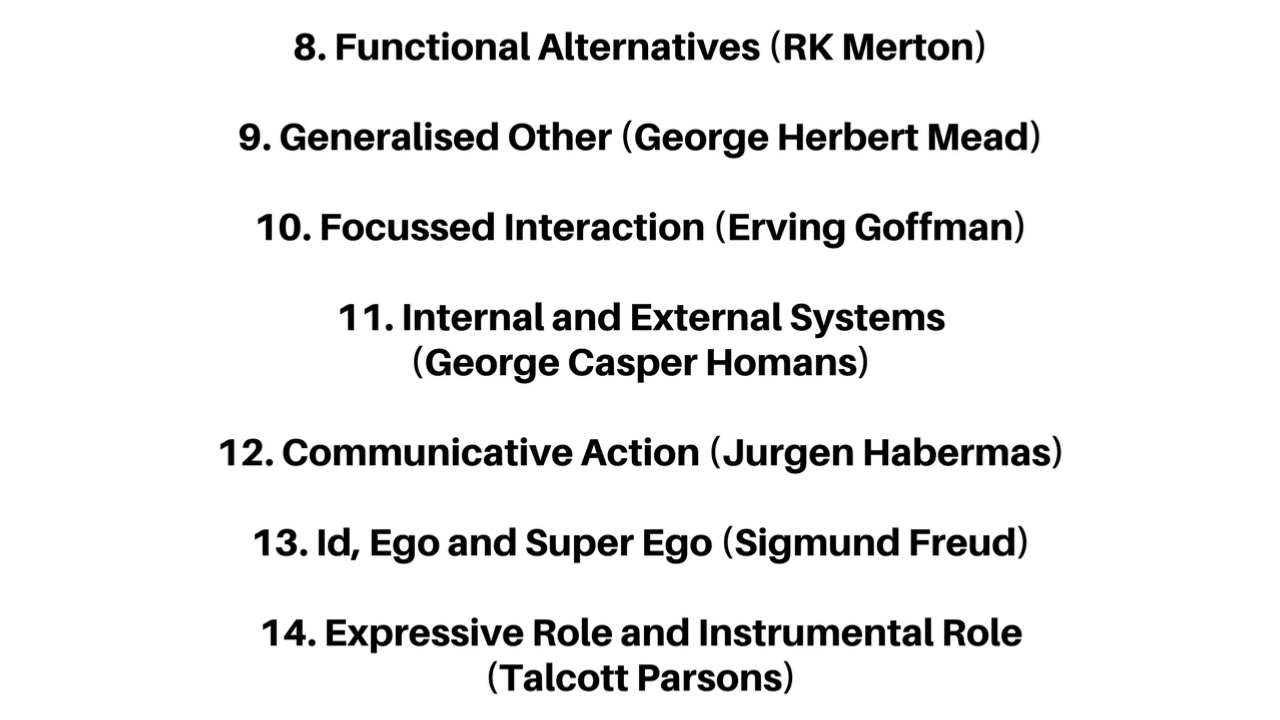 8. Functional Alternatives (RK Merton)
9. Generalised Other (George Herbert Mead)
10. Focussed Interaction (Erving Goffman)
11. Internal and External Systems
(George Casper Homans)
12. Communicative Action (Jurgen Habermas)
13. Id, Ego and Super Ego (Sigmund Freud)
14. Expressive Role and Instrumental Role
(Talcott Parsons)